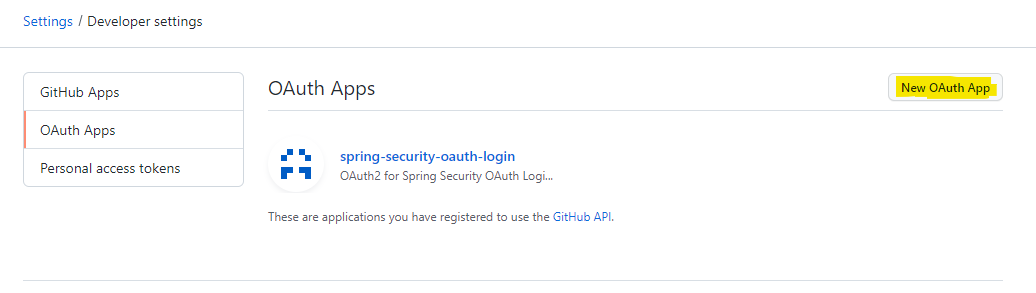 Settings / Developer settings
GitHub Apps
OAuth Apps
Personal access tokens
OAuth Apps
New OAuth App
spring-security-oauth-login
OAuth2 for Spring Security OAuth Logi...
These are applications you have registered to use the GitHub API.